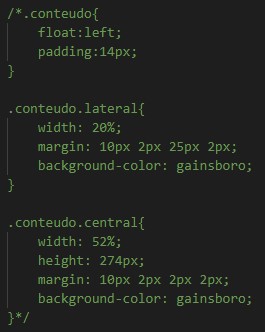 /*.conteudo{
    float:left;
    padding:14px;
}

.conteudo.lateral{
    width: 20%;
    margin: 10px 2px 25px 2px;
    background-color: gainsboro;
}

.conteudo.central{
    width: 52%;
    height: 274px;
    margin: 10px 2px 2px 2px;
    background-color: gainsboro;
}*/